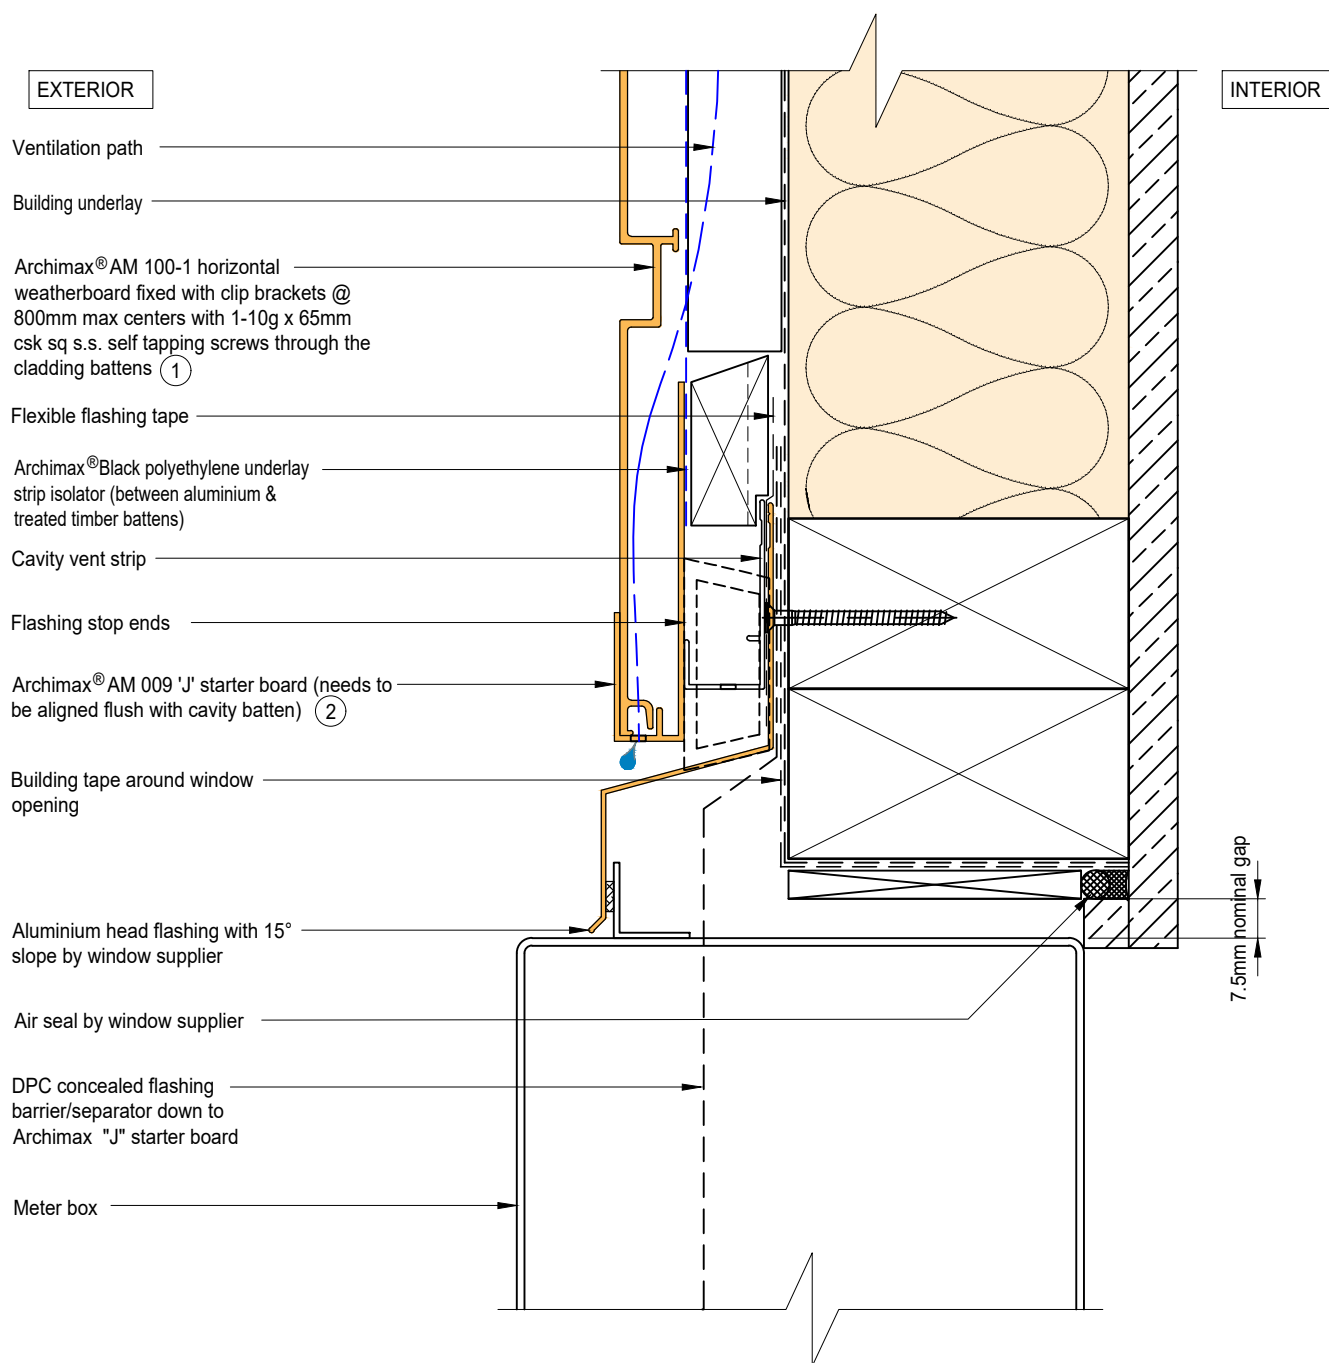 EXTERIOR
INTERIOR
Ventilation path
Building underlay
Archimax® AM 100-1 horizontal
weatherboard fixed with clip brackets @
800mm max centers with 1-10g x 65mm
csk sq s.s. self tapping screws through the
cladding battens 1
Flexible flashing tape
Archimax® Black polyethylene underlay
strip isolator (between aluminium &
treated timber battens)
Cavity vent strip
Flashing stop ends
Archimax® AM 009 'J' starter board (needs to
be aligned flush with cavity batten) 2
Building tape around window
opening
Aluminium head flashing with 15°
slope by window supplier
7.5mm nominal gap
Air seal by window supplier
DPC concealed flashing
barrier/separator down to
Archimax "J" starter board
Meter box